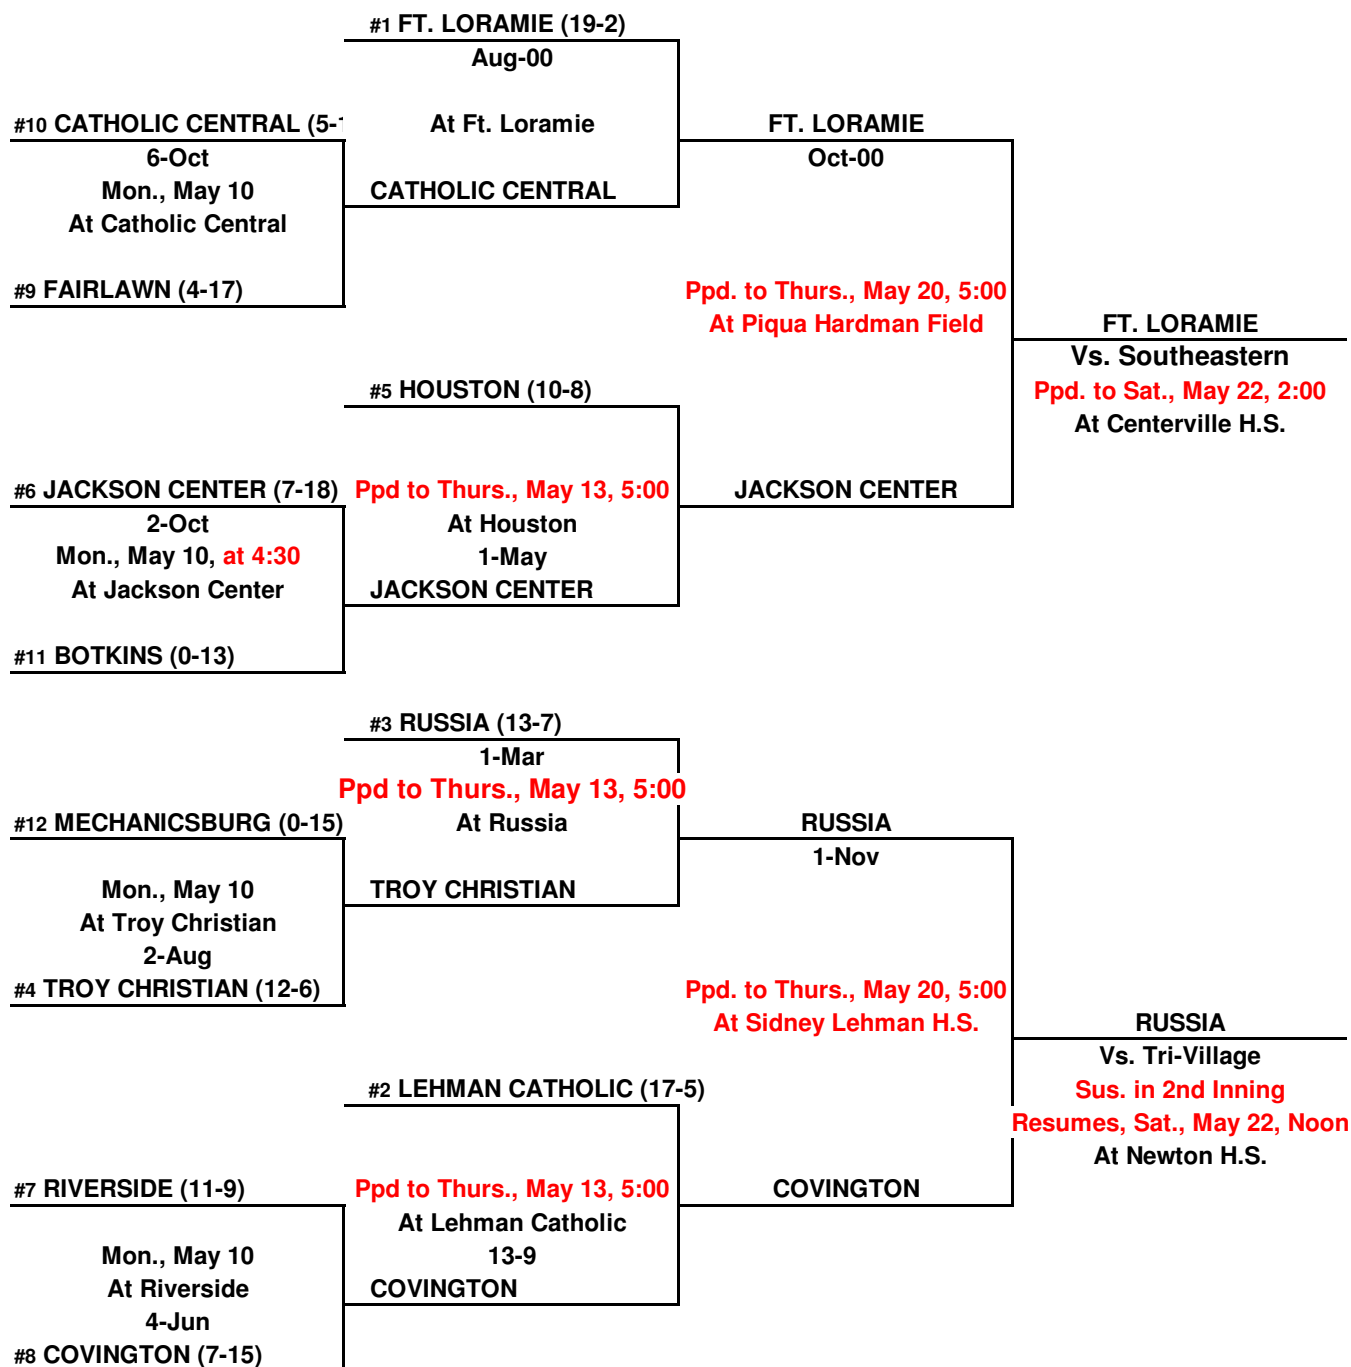 #1 FT. LORAMIE (19-2)
Aug-00
#10 CATHOLIC CENTRAL (5-1
At Ft. Loramie
FT. LORAMIE
6-Oct
Oct-00
Mon., May 10
CATHOLIC CENTRAL
At Catholic Central
#9 FAIRLAWN (4-17)
Ppd. to Thurs., May 20, 5:00
At Piqua Hardman Field
FT. LORAMIE
Vs. Southeastern
Ppd. to Sat., May 22, 2:00
At Centerville H.S.
#5 HOUSTON (10-8)
#6 JACKSON CENTER (7-18)
Ppd to Thurs., May 13, 5:00
JACKSON CENTER
2-Oct
At Houston
Mon., May 10, at 4:30
1-May
At Jackson Center
JACKSON CENTER
#11 BOTKINS (0-13)
#3 RUSSIA (13-7)
1-Mar
Ppd to Thurs., May 13, 5:00
#12 MECHANICSBURG (0-15)
At Russia
RUSSIA
1-Nov
Mon., May 10
TROY CHRISTIAN
At Troy Christian
2-Aug
#4 TROY CHRISTIAN (12-6)
Ppd. to Thurs., May 20, 5:00
At Sidney Lehman H.S.
RUSSIA
Vs. Tri-Village
Sus. in 2nd Inning
Resumes, Sat., May 22, Noon
At Newton H.S.
#2 LEHMAN CATHOLIC (17-5)
#7 RIVERSIDE (11-9)
Ppd to Thurs., May 13, 5:00
COVINGTON
At Lehman Catholic
Mon., May 10
13-9
At Riverside
COVINGTON
4-Jun
#8 COVINGTON (7-15)